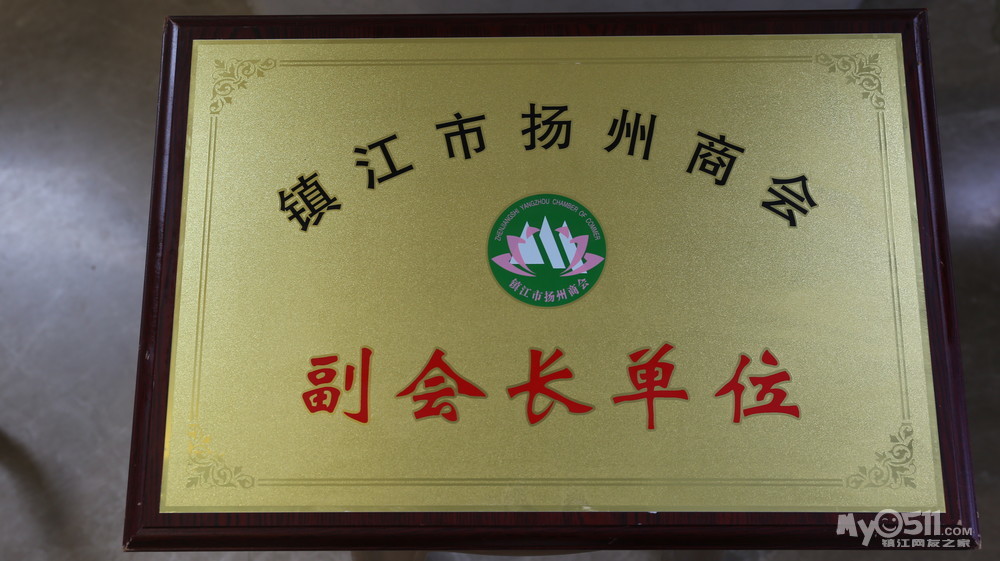 镇江市扬州商会
ZHENJIANGSHI YANGZHOU CHAMBER OF COMMER
镇江市扬州商会
副会长单位
MY0511.COM
镇江网友之家